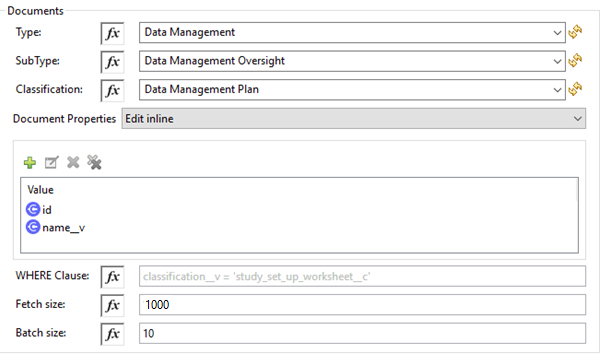 Documents
Type: fx Data Management
SubType: fx Data Management Oversight
Classification: fx Data Management Plan
Document Properties Edit inline
Value
C id
C name__v
WHERE Clause: fx classification__v = 'study_set_up_worksheet__c'
Fetch size: fx 1000
Batch size: fx 10